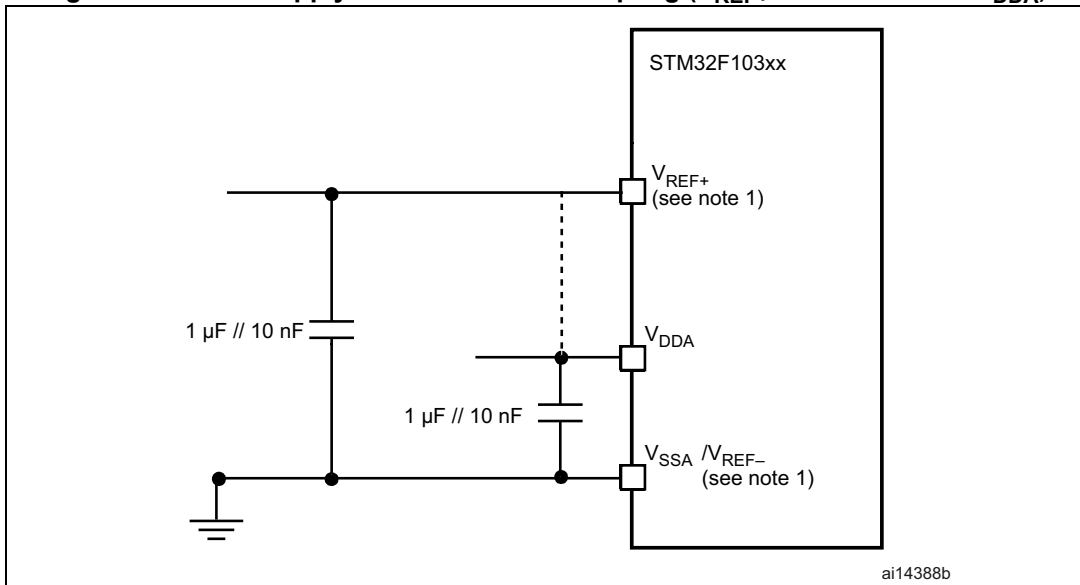 STM32F103xx
VREF+
(see note 1)
1 µF // 10 nF
VDDA
1 µF // 10 nF
VSSA /VREF–
(see note 1)
ai14388b